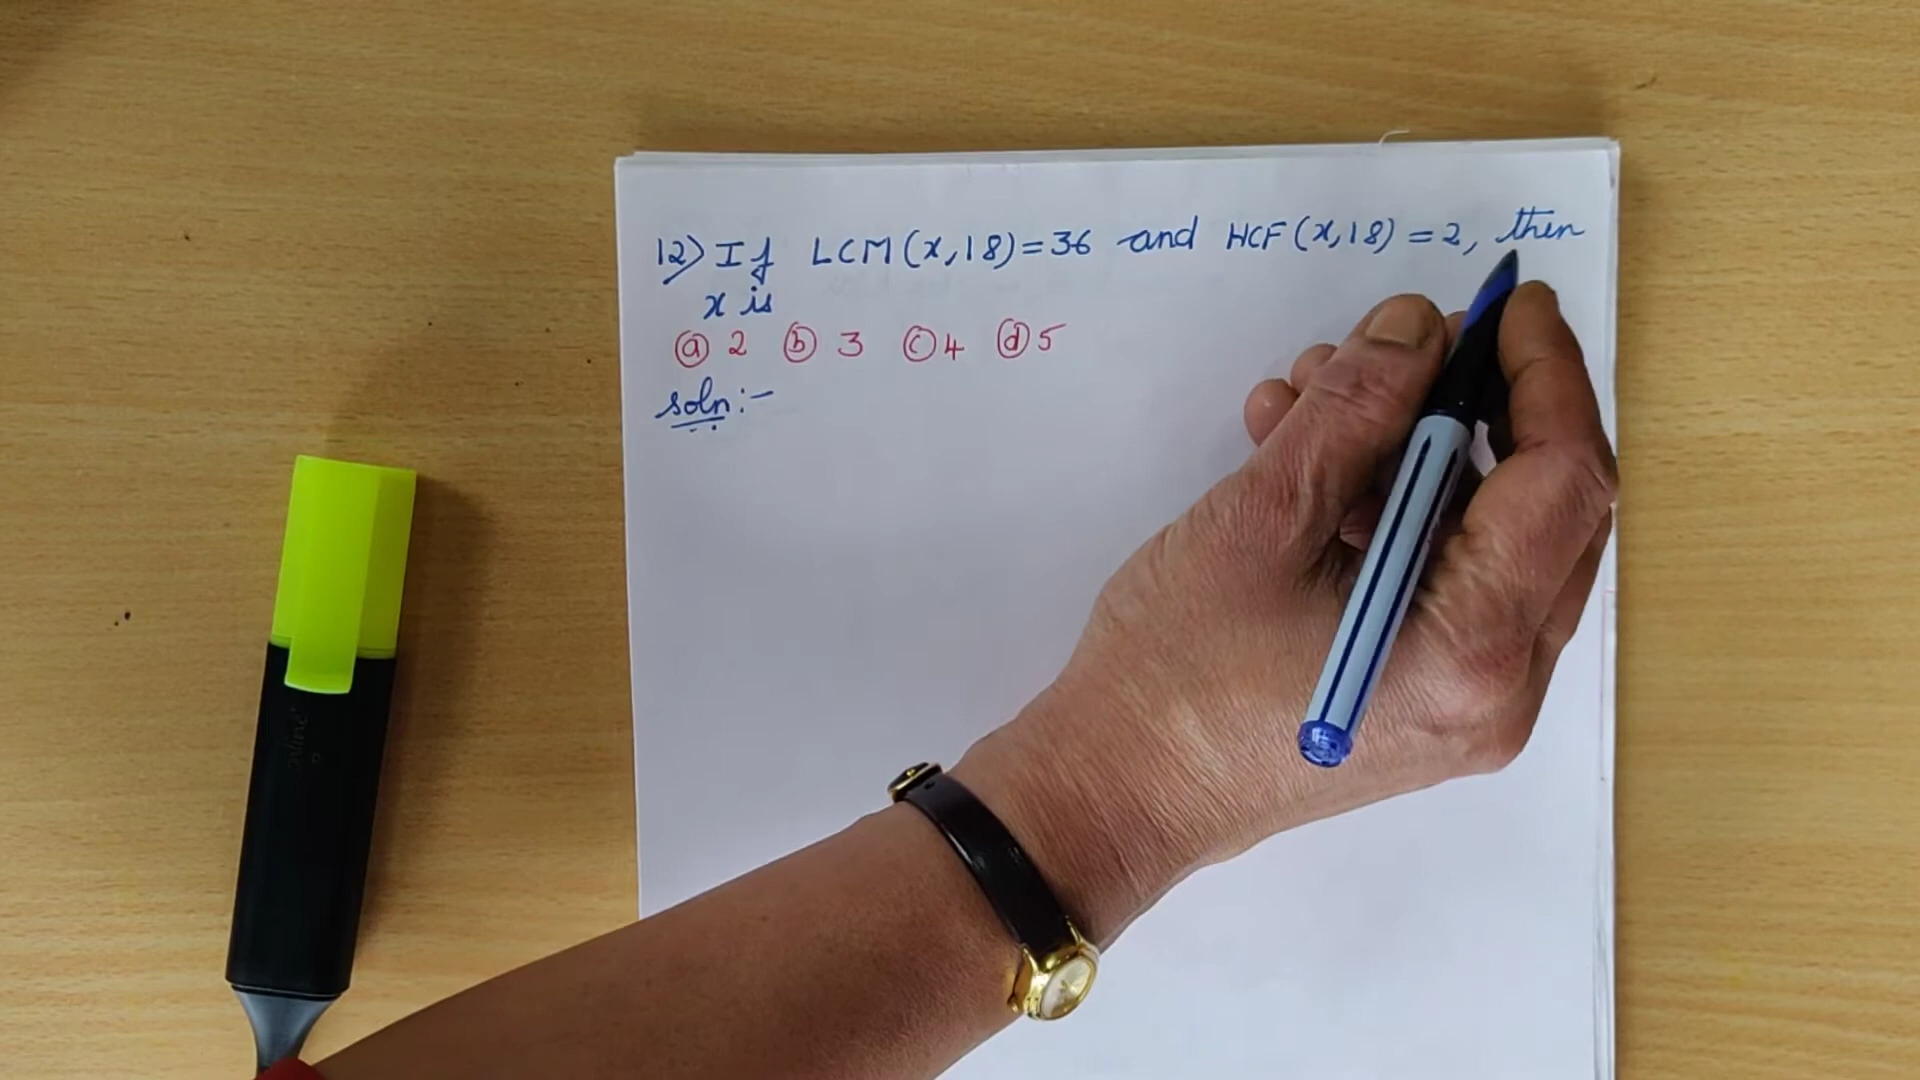 12) If LCM(x,18)=36 and HCF(x,18)=2, then
x is
(a) 2 (b) 3 (c) 4 (d) 5
soln:-